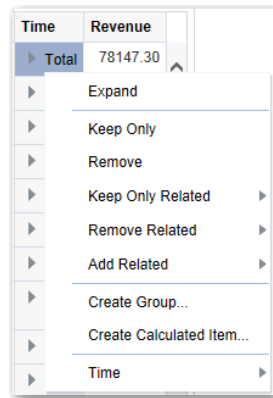 Time Revenue
Total 78147.30
Expand
Keep Only
Remove
Keep Only Related
Remove Related
Add Related
Create Group...
Create Calculated Item...
Time